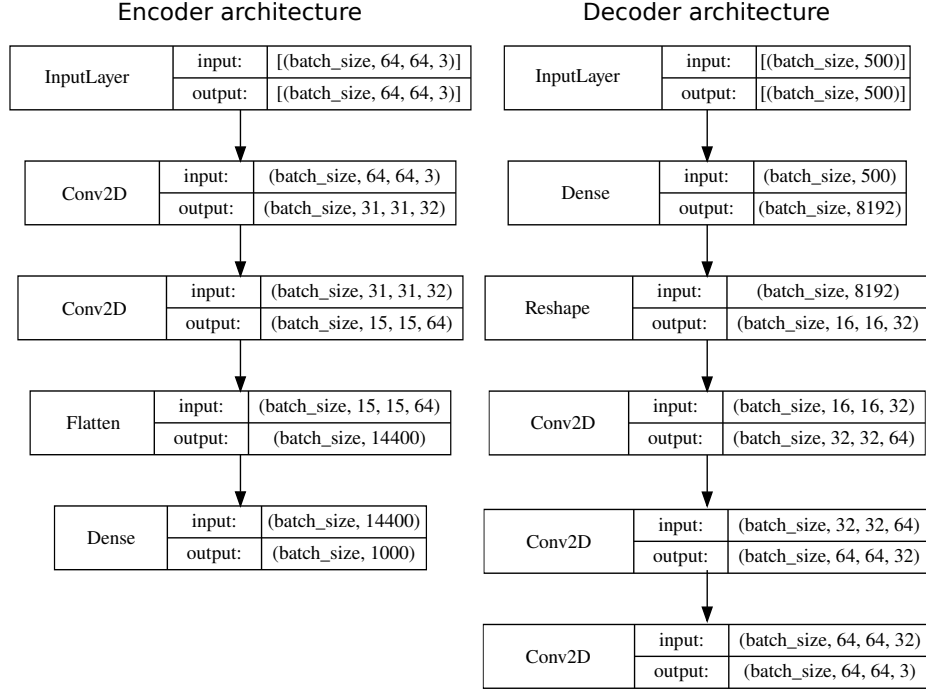 Encoder architecture
InputLayer
input: [(batch_size, 64, 64, 3)]
output: [(batch_size, 64, 64, 3)]
Conv2D
input: (batch_size, 64, 64, 3)
output: (batch_size, 31, 31, 32)
Conv2D
input: (batch_size, 31, 31, 32)
output: (batch_size, 15, 15, 64)
Flatten
input: (batch_size, 15, 15, 64)
output: (batch_size, 14400)
Dense
input: (batch_size, 14400)
output: (batch_size, 1000)
Decoder architecture
InputLayer
input: [(batch_size, 500)]
output: [(batch_size, 500)]
Dense
input: (batch_size, 500)
output: (batch_size, 8192)
Reshape
input: (batch_size, 8192)
output: (batch_size, 16, 16, 32)
Conv2D
input: (batch_size, 16, 16, 32)
output: (batch_size, 32, 32, 64)
Conv2D
input: (batch_size, 32, 32, 64)
output: (batch_size, 64, 64, 32)
Conv2D
input: (batch_size, 64, 64, 32)
output: (batch_size, 64, 64, 3)